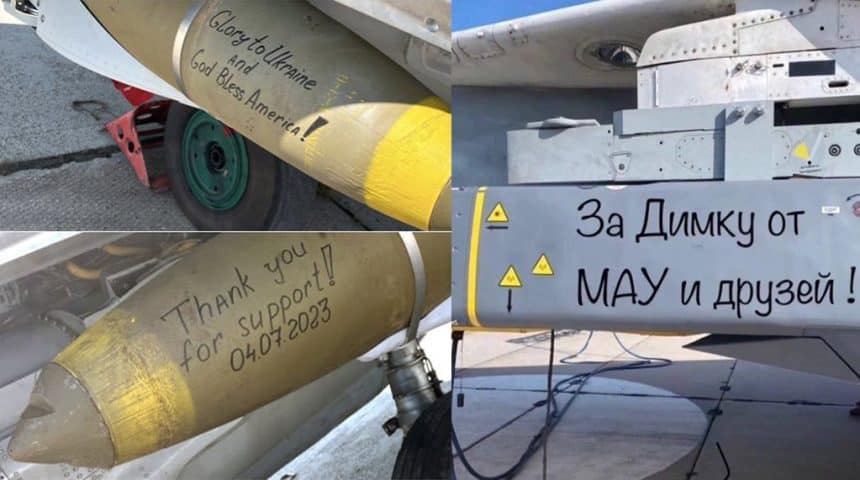 Glory to Ukraine
and
God Bless America!
Thank you
for support!
04.07.2023
За Димку от
МАУ и друзей!